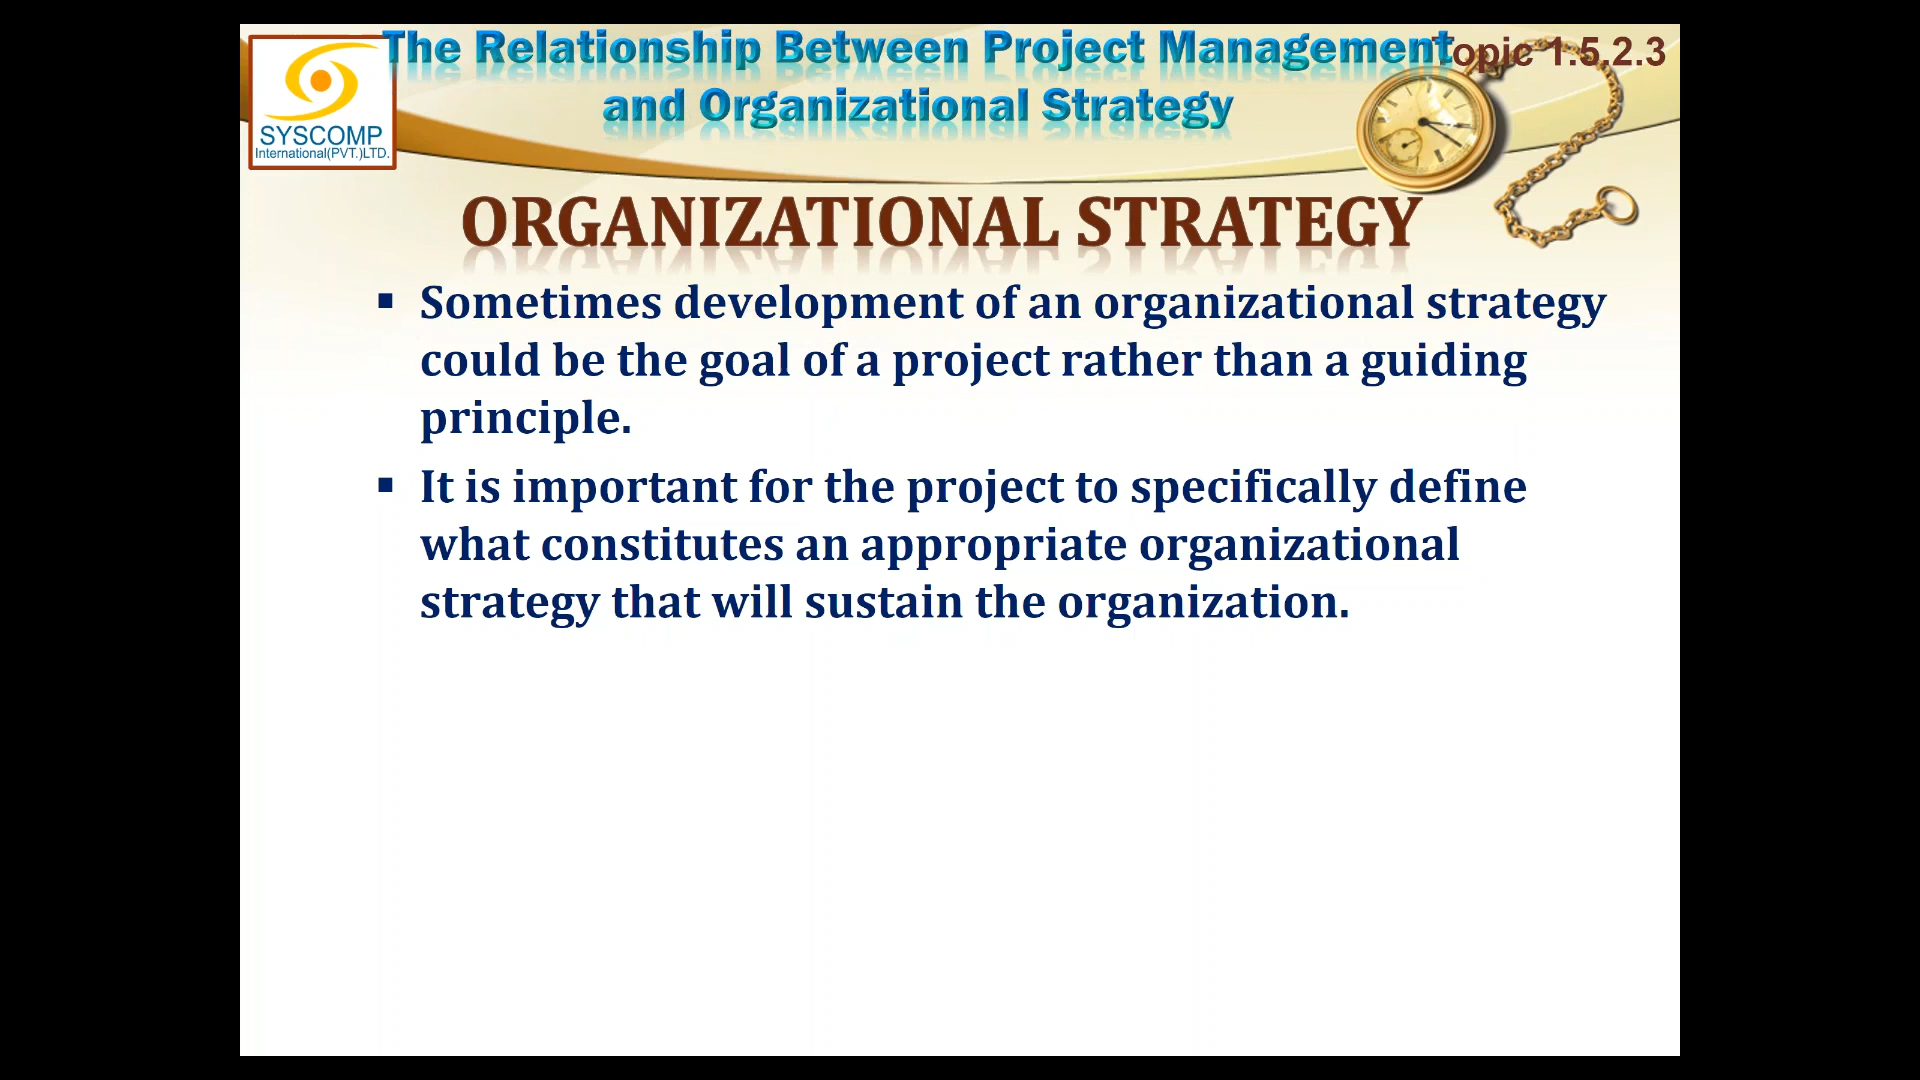 The Relationship Between Project Management
and Organizational Strategy
Topic 1.5.2.3
SYSCOMP
International(PVT.)LTD.
ORGANIZATIONAL STRATEGY
▪ Sometimes development of an organizational strategy
could be the goal of a project rather than a guiding
principle.
▪ It is important for the project to specifically define
what constitutes an appropriate organizational
strategy that will sustain the organization.